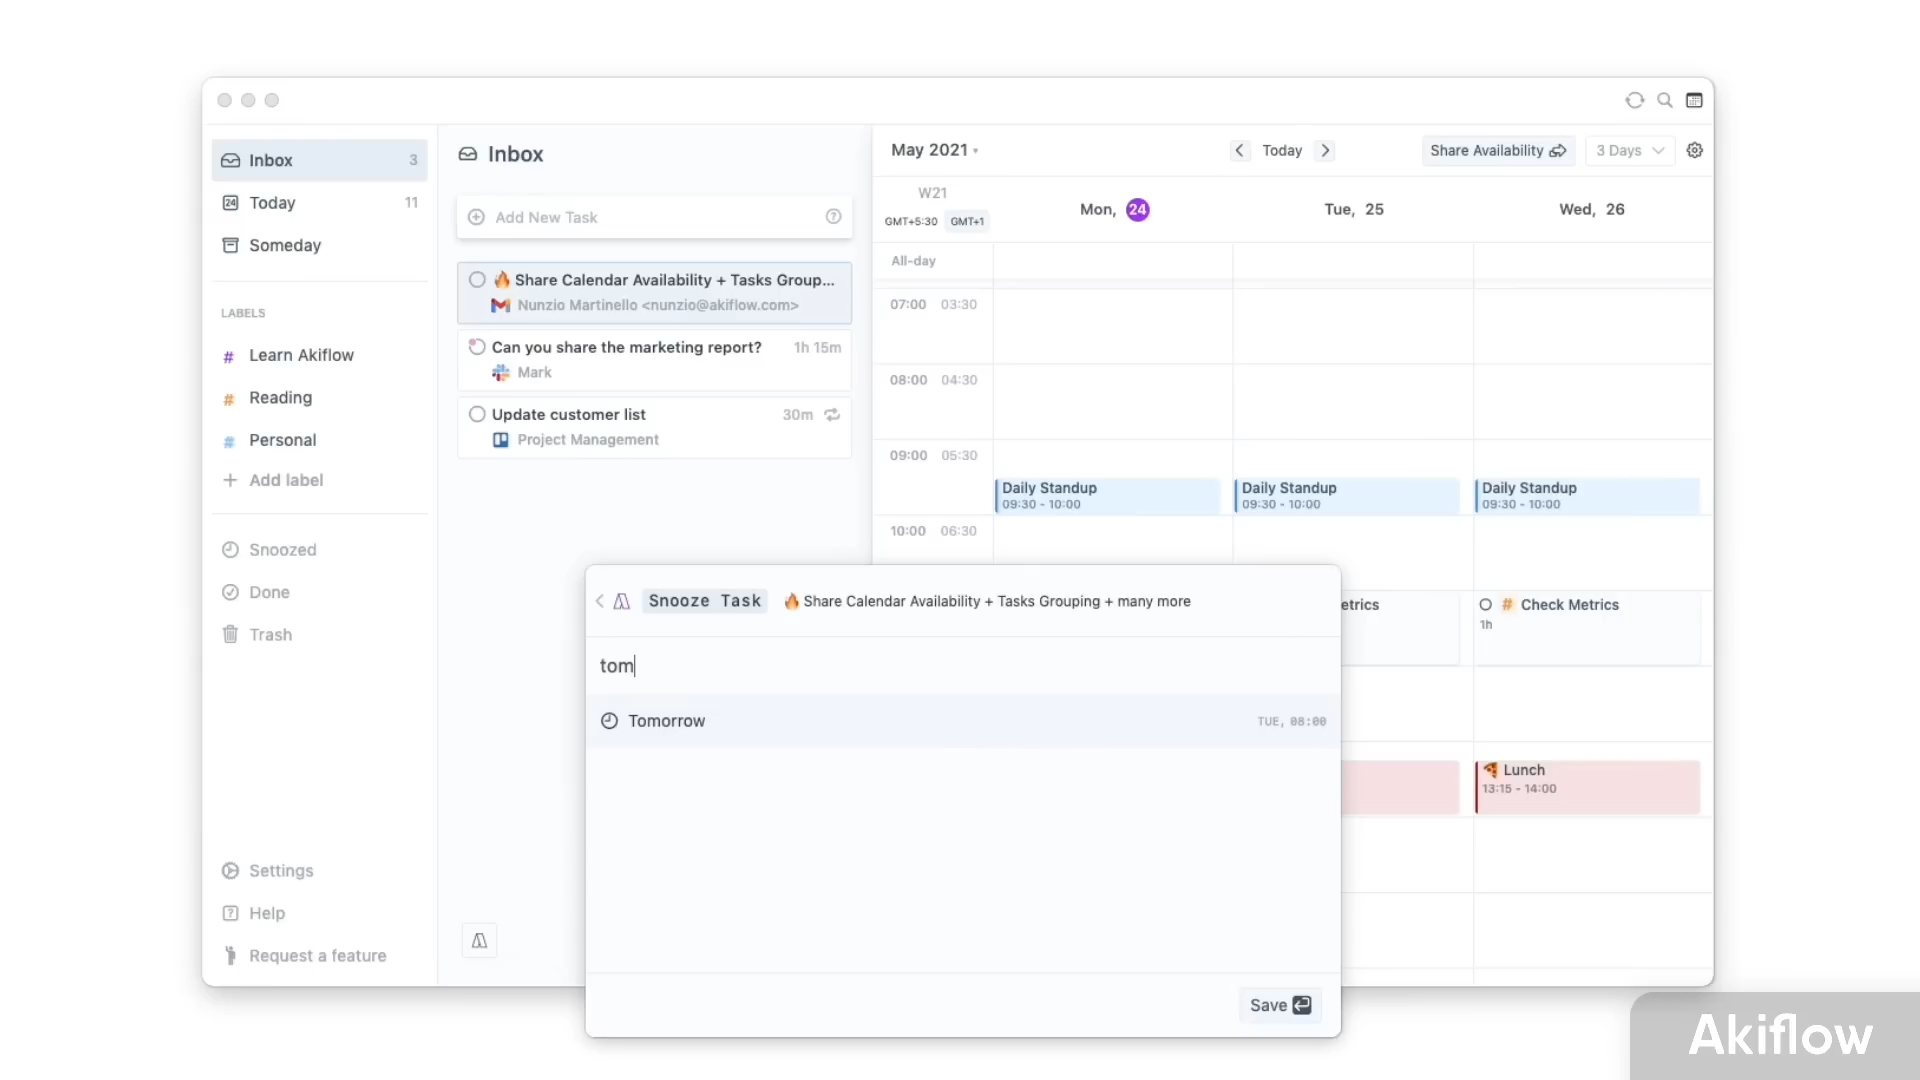 Inbox 3
Today 11
Someday
LABELS
# Learn Akiflow
# Reading
# Personal
+ Add label
Snoozed
Done
Trash
Settings
Help
Request a feature
Inbox
Add New Task
🔥 Share Calendar Availability + Tasks Group...
Nunzio Martinello <nunzio@akiflow.com>
Can you share the marketing report? 1h 15m
Mark
Update customer list 30m
Project Management
May 2021
Today
Share Availability
3 Days
W21
GMT+5:30 GMT+1
Mon, 24
Tue, 25
Wed, 26
All-day
07:00 03:30
08:00 04:30
09:00 05:30
10:00 06:30
Daily Standup
09:30 - 10:00
Daily Standup
09:30 - 10:00
Daily Standup
09:30 - 10:00
etrics
# Check Metrics
1h
Lunch
13:15 - 14:00
Snooze Task 🔥 Share Calendar Availability + Tasks Grouping + many more
tom
Tomorrow TUE, 08:00
Save
Akiflow